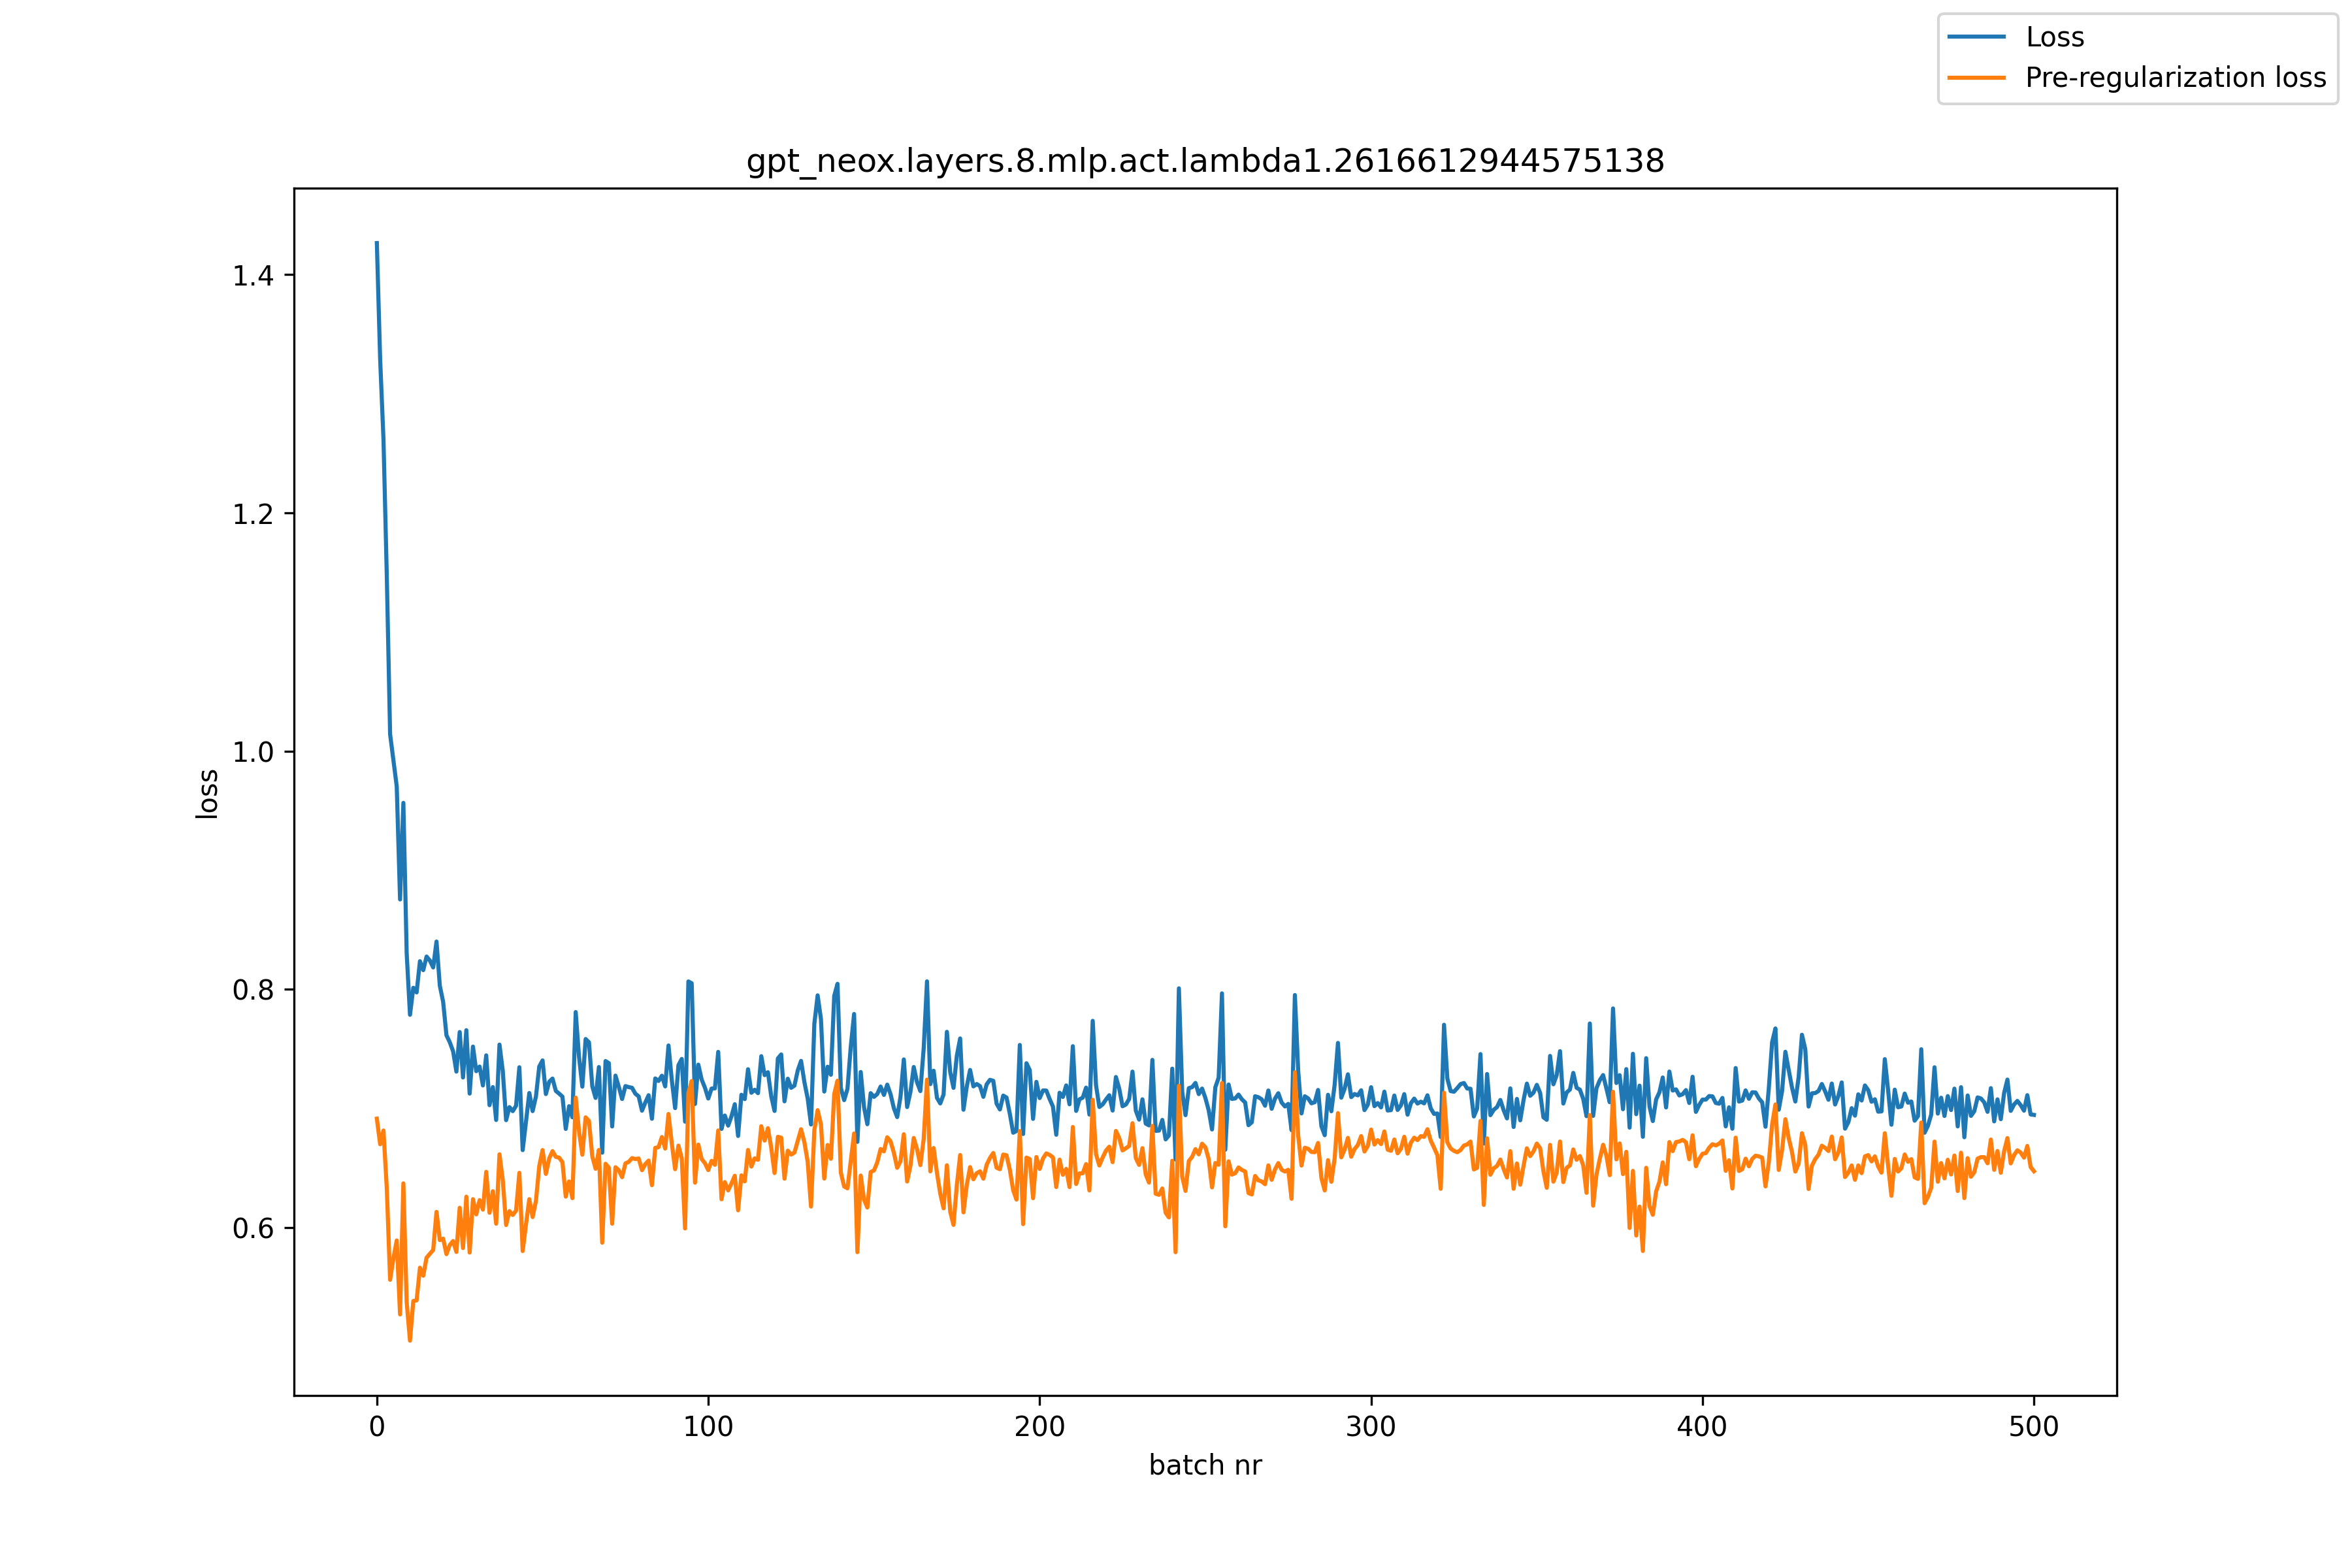 Loss
Pre-regularization loss
gpt_neox.layers.8.mlp.act.lambda1.2616612944575138
1.4
1.2
1.0
0.8
0.6
loss
0 100 200 300 400 500
batch nr